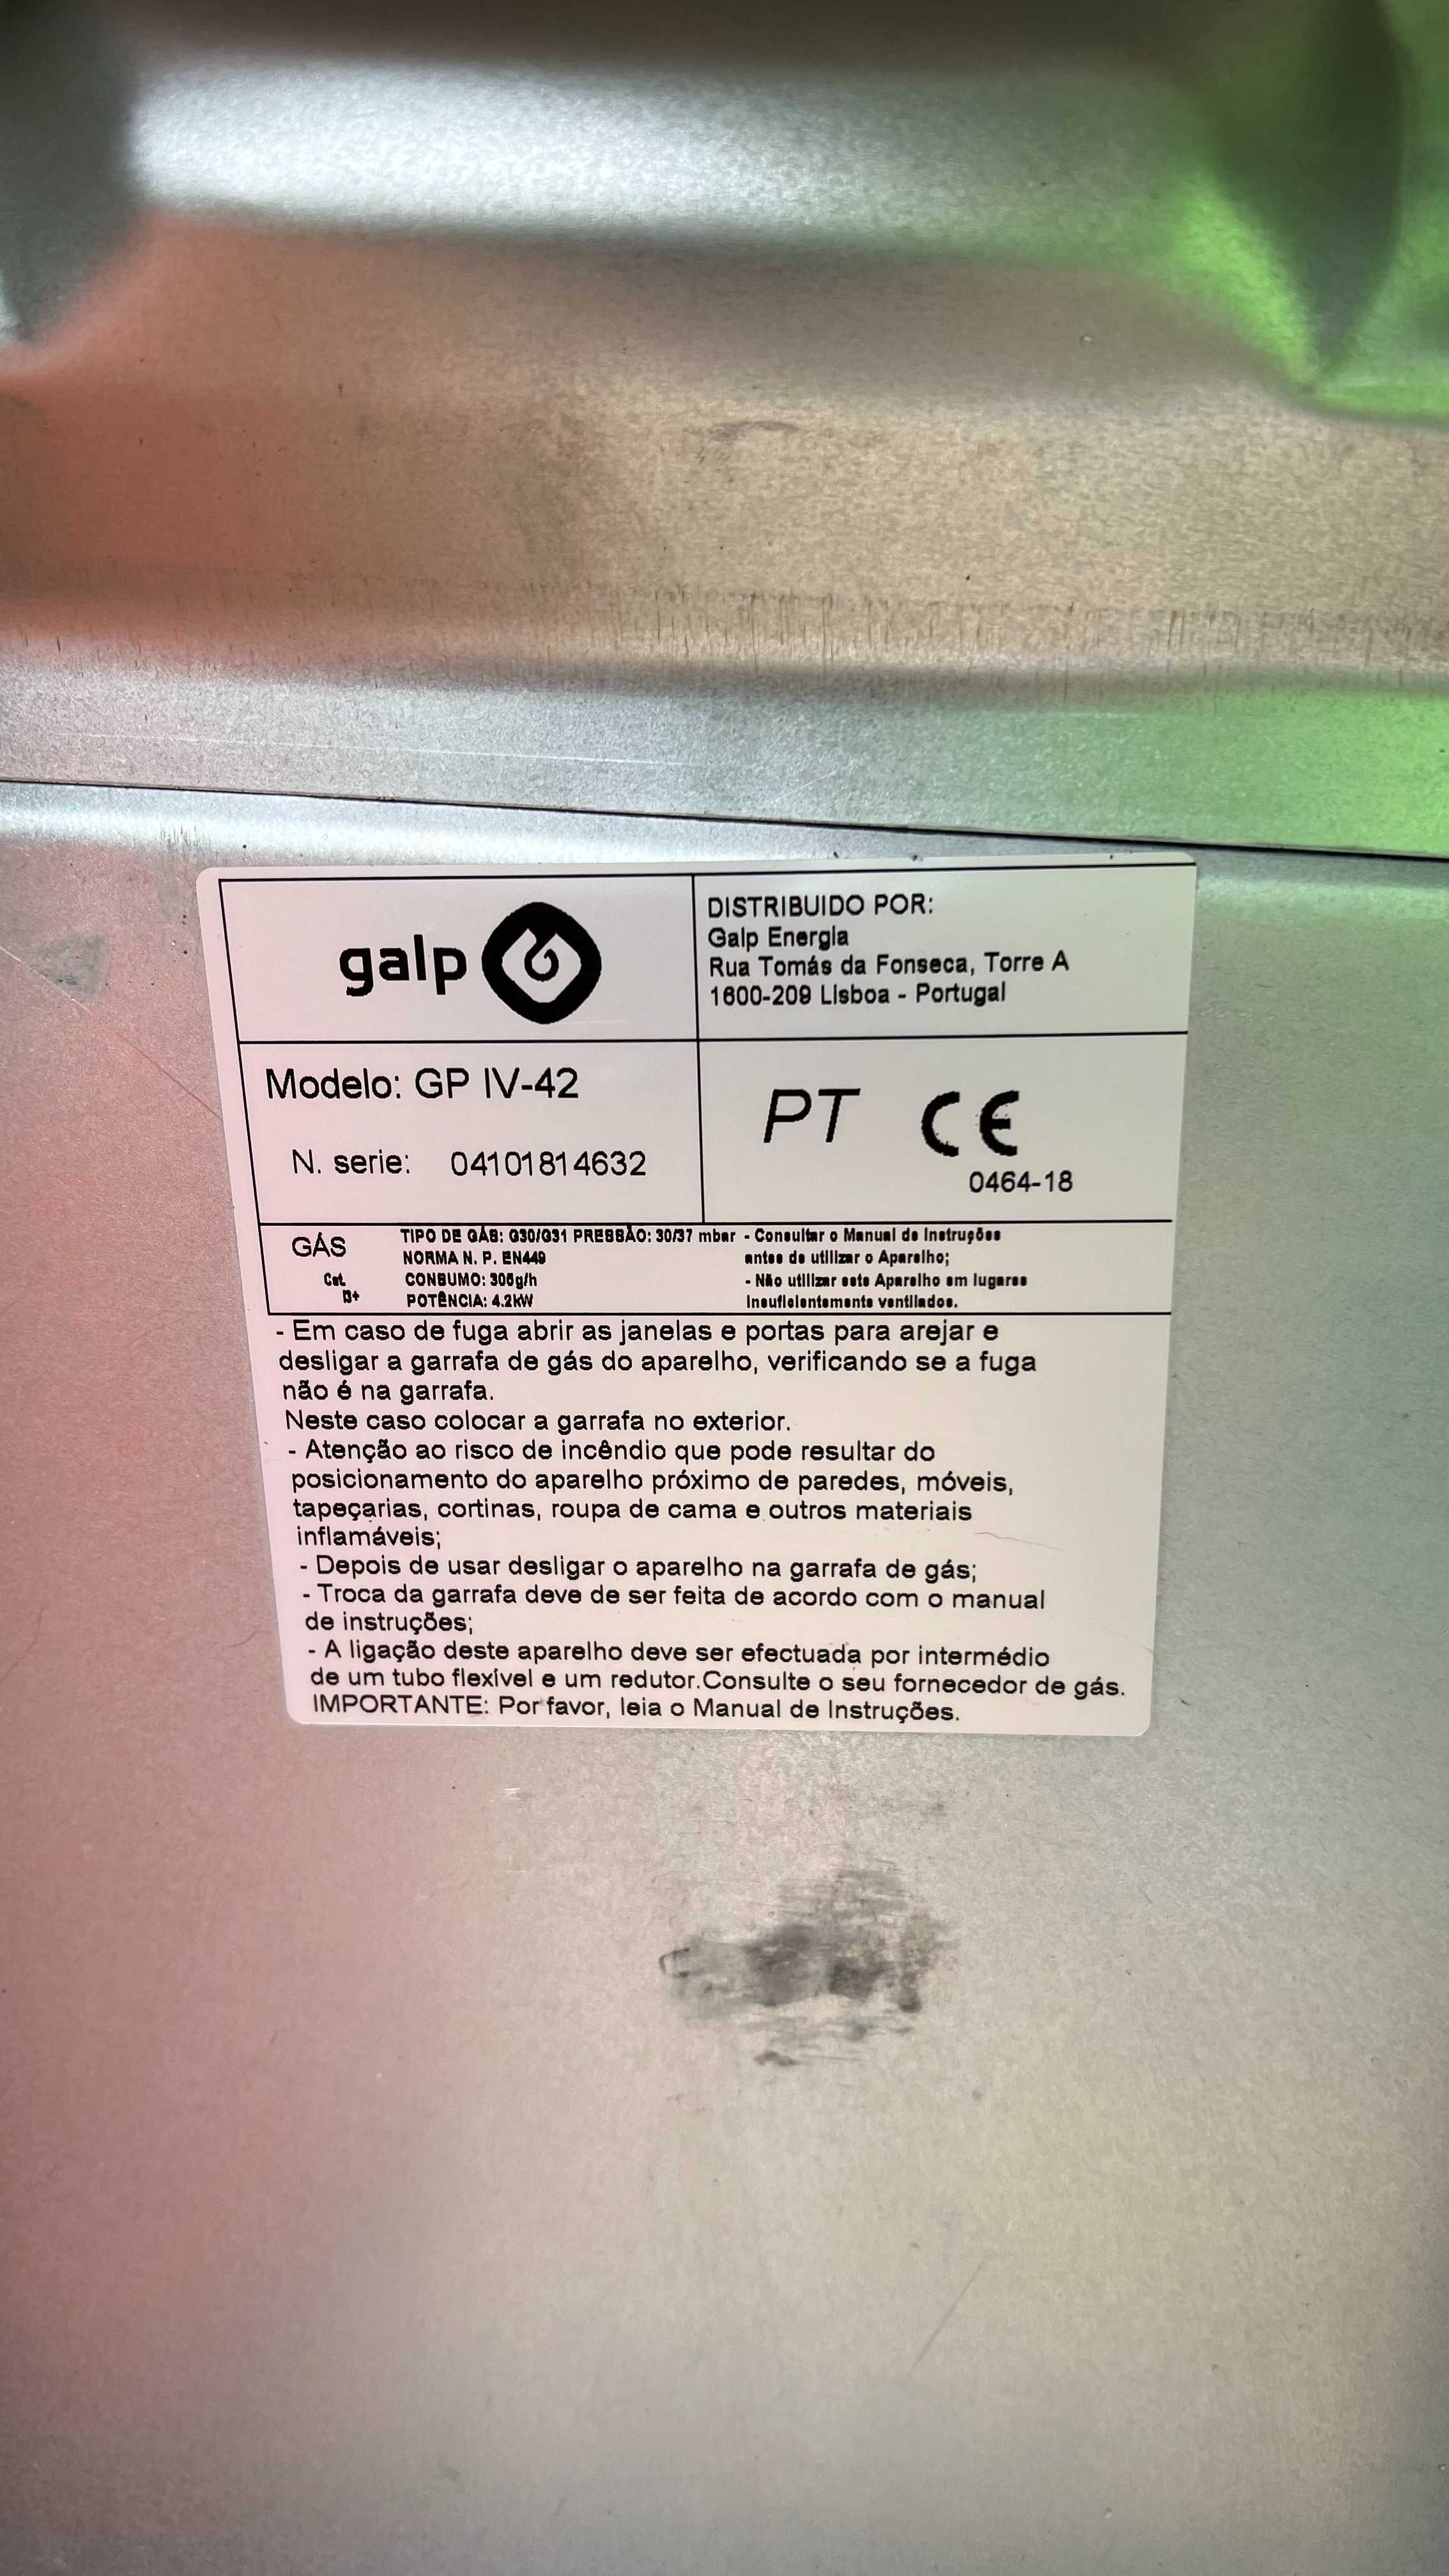 galp
DISTRIBUIDO POR:
Galp Energia
Rua Tomás da Fonseca, Torre A
1600-209 Lisboa - Portugal
Modelo: GP IV-42
N. serie: 04101814632
PT CE
0464-18
GÁS
Cat.
TIPO DE GÁS: G30/G31 PRESSÃO: 30/37 mbar
NORMA N. P. EN449
CONSUMO: 305g/h
POTÊNCIA: 4.2KW
- Consultar o Manual de Instruções
antes de utilizar o Aparelho;
- Não utilizar este Aparelho em lugares
insuficientemente ventilados.
- Em caso de fuga abrir as janelas e portas para arejar e
desligar a garrafa de gás do aparelho, verificando se a fuga
não é na garrafa.
Neste caso colocar a garrafa no exterior.
- Atenção ao risco de incêndio que pode resultar do
posicionamento do aparelho próximo de paredes, móveis,
tapeçarias, cortinas, roupa de cama e outros materiais
inflamáveis;
- Depois de usar desligar o aparelho na garrafa de gás;
- Troca da garrafa deve de ser feita de acordo com o manual
de instruções;
- A ligação deste aparelho deve ser efectuada por intermédio
de um tubo flexível e um redutor.Consulte o seu fornecedor de gás.
IMPORTANTE: Por favor, leia o Manual de Instruções.